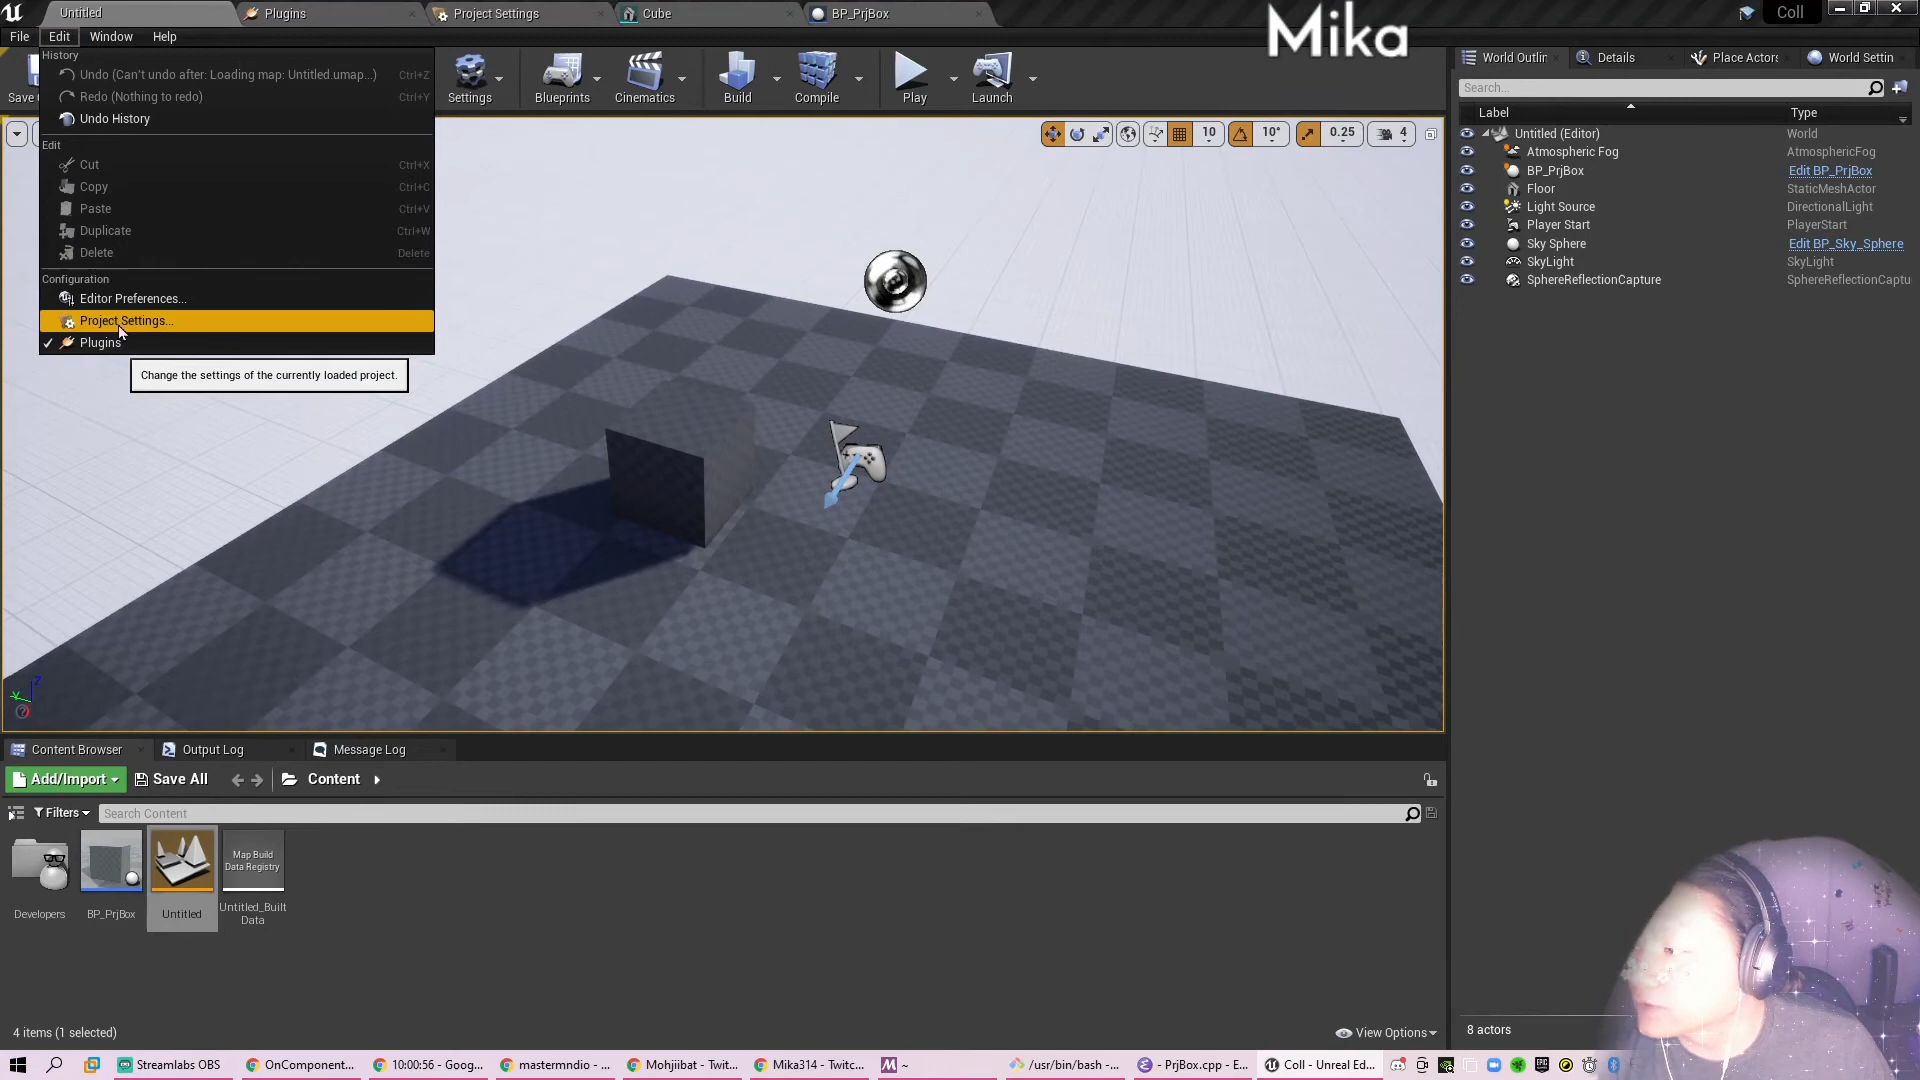 Untitled
Plugins
Project Settings
Cube
BP_PrjBox
Mika
Coll
File
Edit
Window
Help
History
Undo (Can't undo after: Loading map: Untitled.umap...) Ctrl+Z
Redo (Nothing to redo) Ctrl+Y
Undo History
Edit
Cut Ctrl+X
Copy Ctrl+C
Paste Ctrl+V
Duplicate Ctrl+W
Delete Delete
Configuration
Editor Preferences...
Project Settings...
Plugins
Change the settings of the currently loaded project.
Settings
Blueprints
Cinematics
Build
Compile
Play
Launch
10
10°
0.25
4
World Outlin
Details
Place Actors
World Settin
Search...
Label Type
Untitled (Editor) World
Atmospheric Fog AtmosphericFog
BP_PrjBox Edit BP_PrjBox
Floor StaticMeshActor
Light Source DirectionalLight
Player Start PlayerStart
Sky Sphere Edit BP_Sky_Sphere
SkyLight SkyLight
SphereReflectionCapture SphereReflectionCaptu
8 actors
Content Browser
Output Log
Message Log
Add/Import
Save All
Content
Filters
Search Content
Developers
BP_PrjBox
Untitled
Map Build
Data Registry
Untitled_Built
Data
4 items (1 selected)
View Options
Streamlabs OBS
OnComponent...
10:00:56 - Goog...
mastermndio - ...
Mohjiibat - Twit...
Mika314 - Twitc...
~
/usr/bin/bash -...
- PrjBox.cpp - E...
Coll - Unreal Ed...